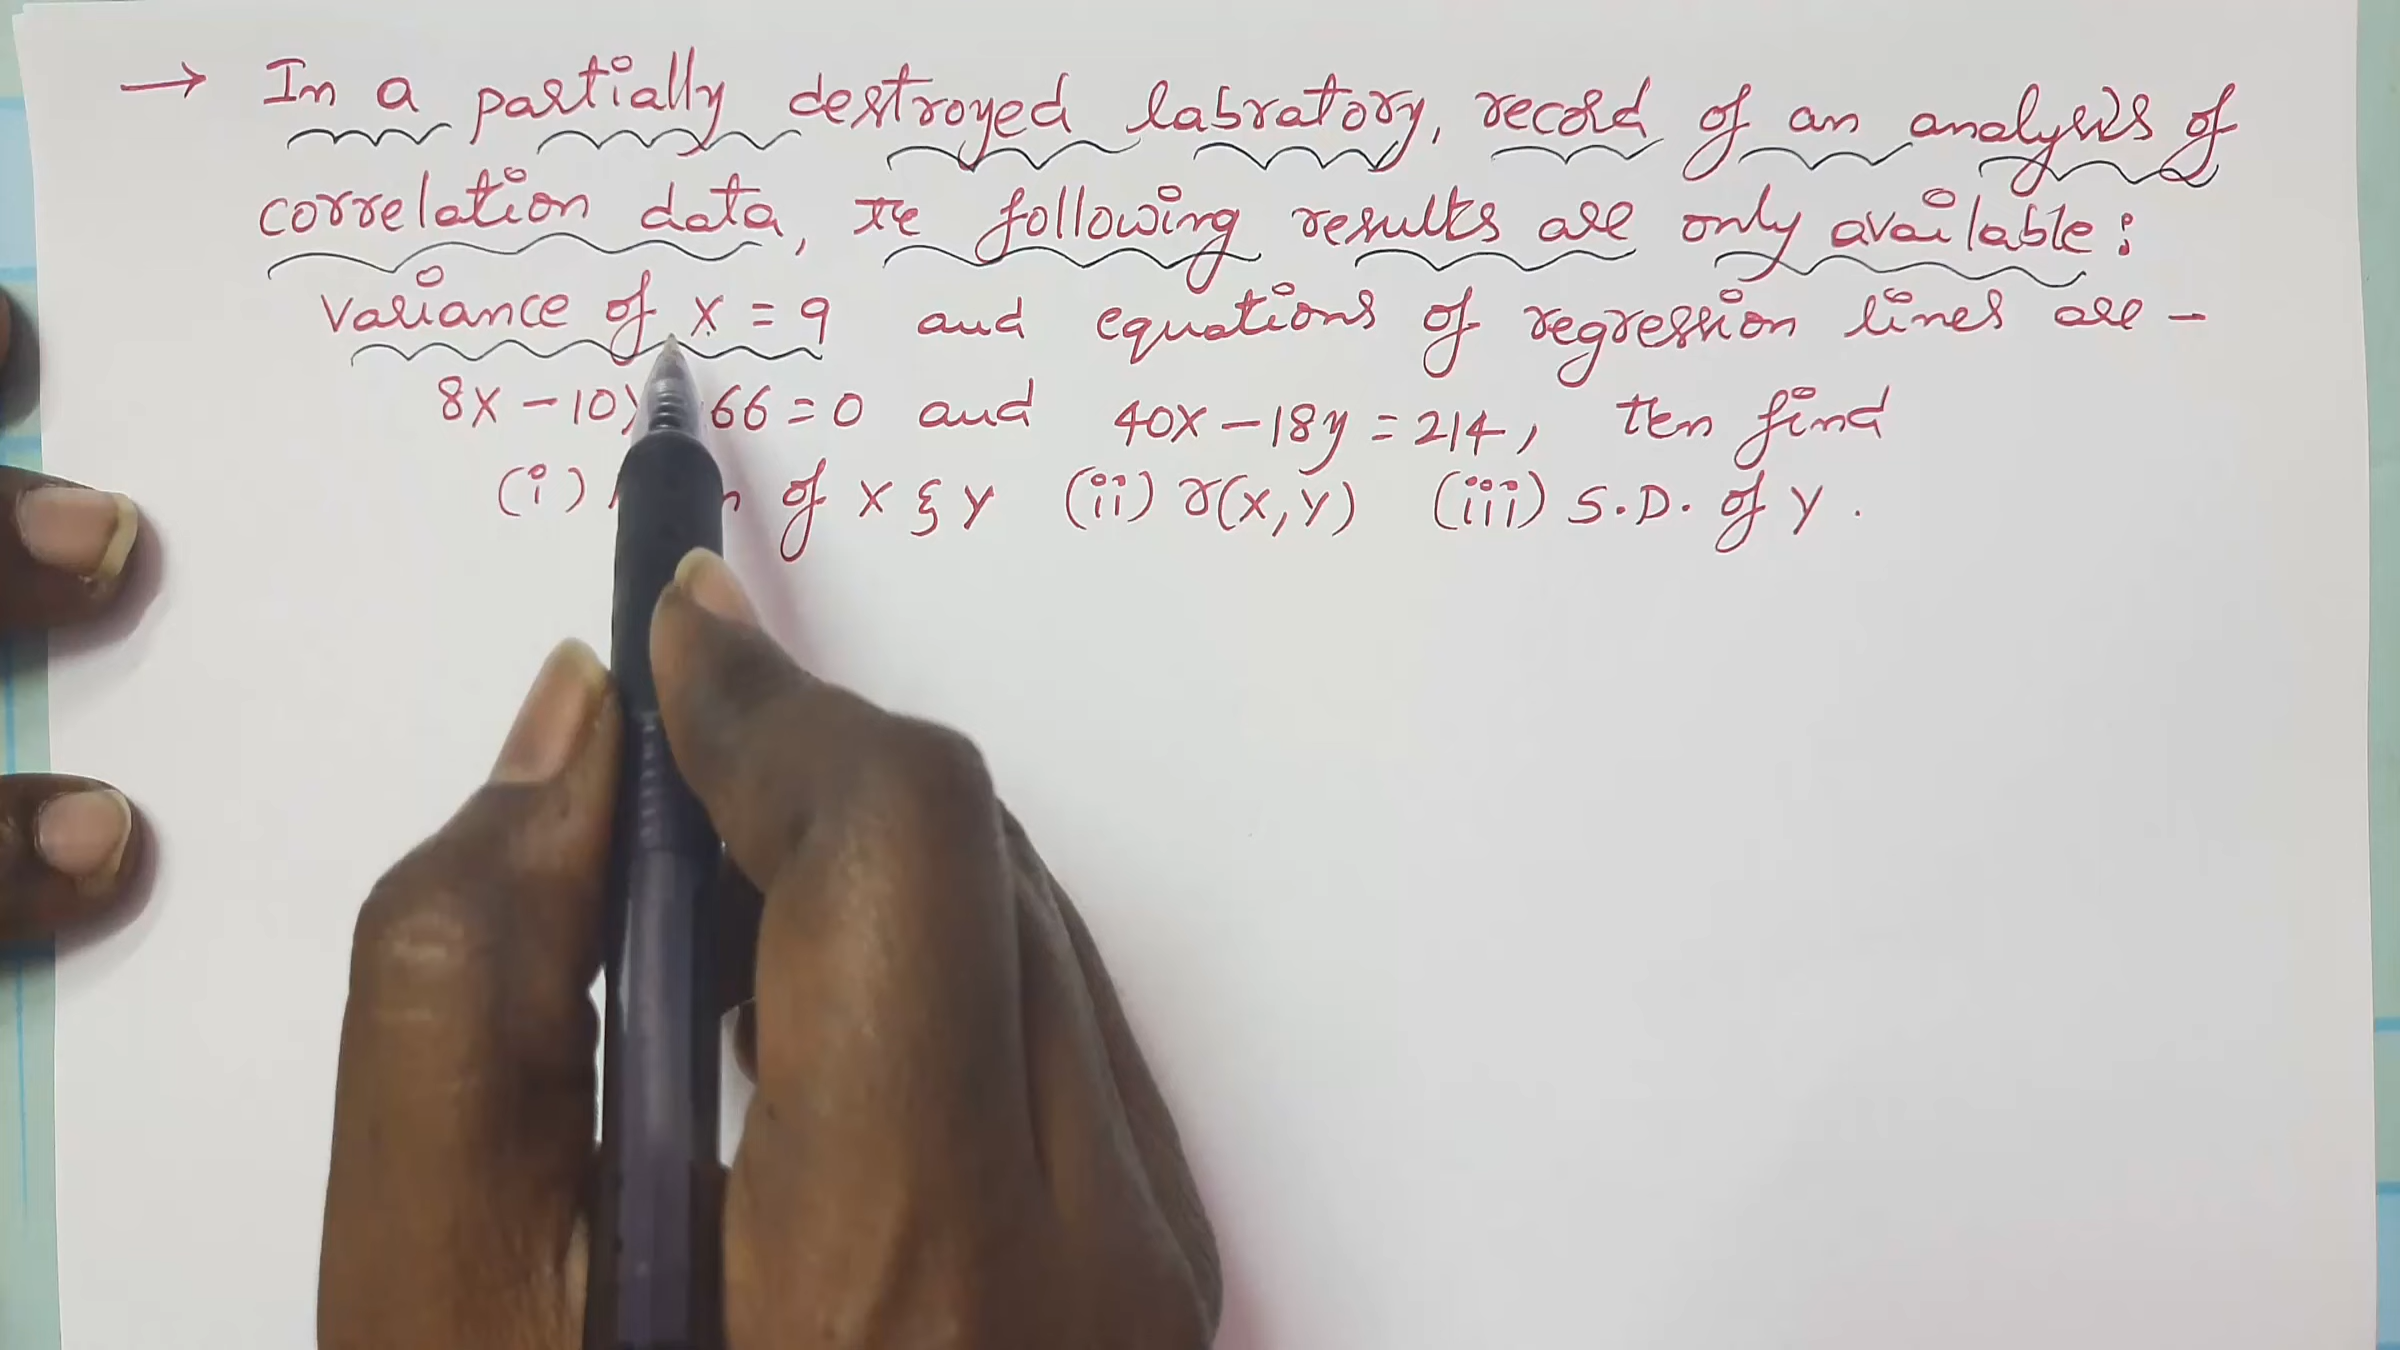 → In a partially destroyed labratory, record of an analysis of
correlation data, the following results are only available:
Variance of X = 9 and equations of regression lines are -
8X - 10Y 66 = 0 and 40X - 18y = 214, then find
(i) of X & Y (ii) r(X,Y) (iii) S.D. of Y.